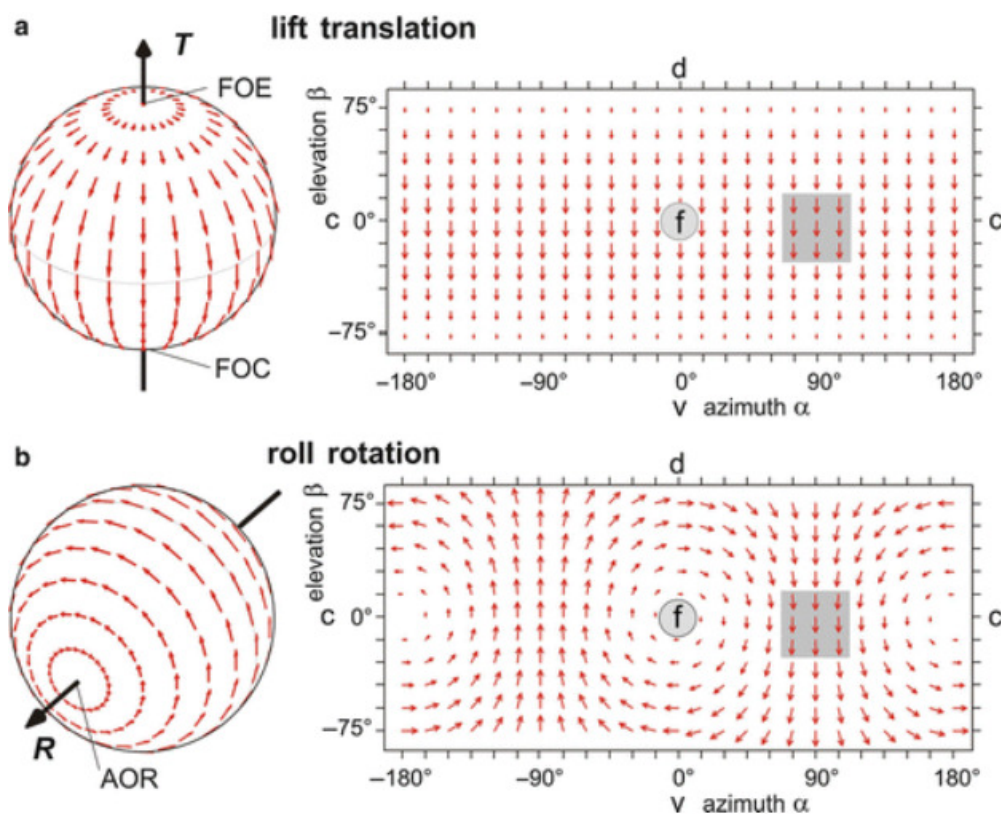 a
lift translation
T
FOE
FOC
d
elevation β
75°
c 0° c
−75°
f
−180° −90° 0° 90° 180°
v azimuth α
b
roll rotation
R
AOR
d
elevation β
75°
c 0° c
−75°
f
−180° −90° 0° 90° 180°
v azimuth α